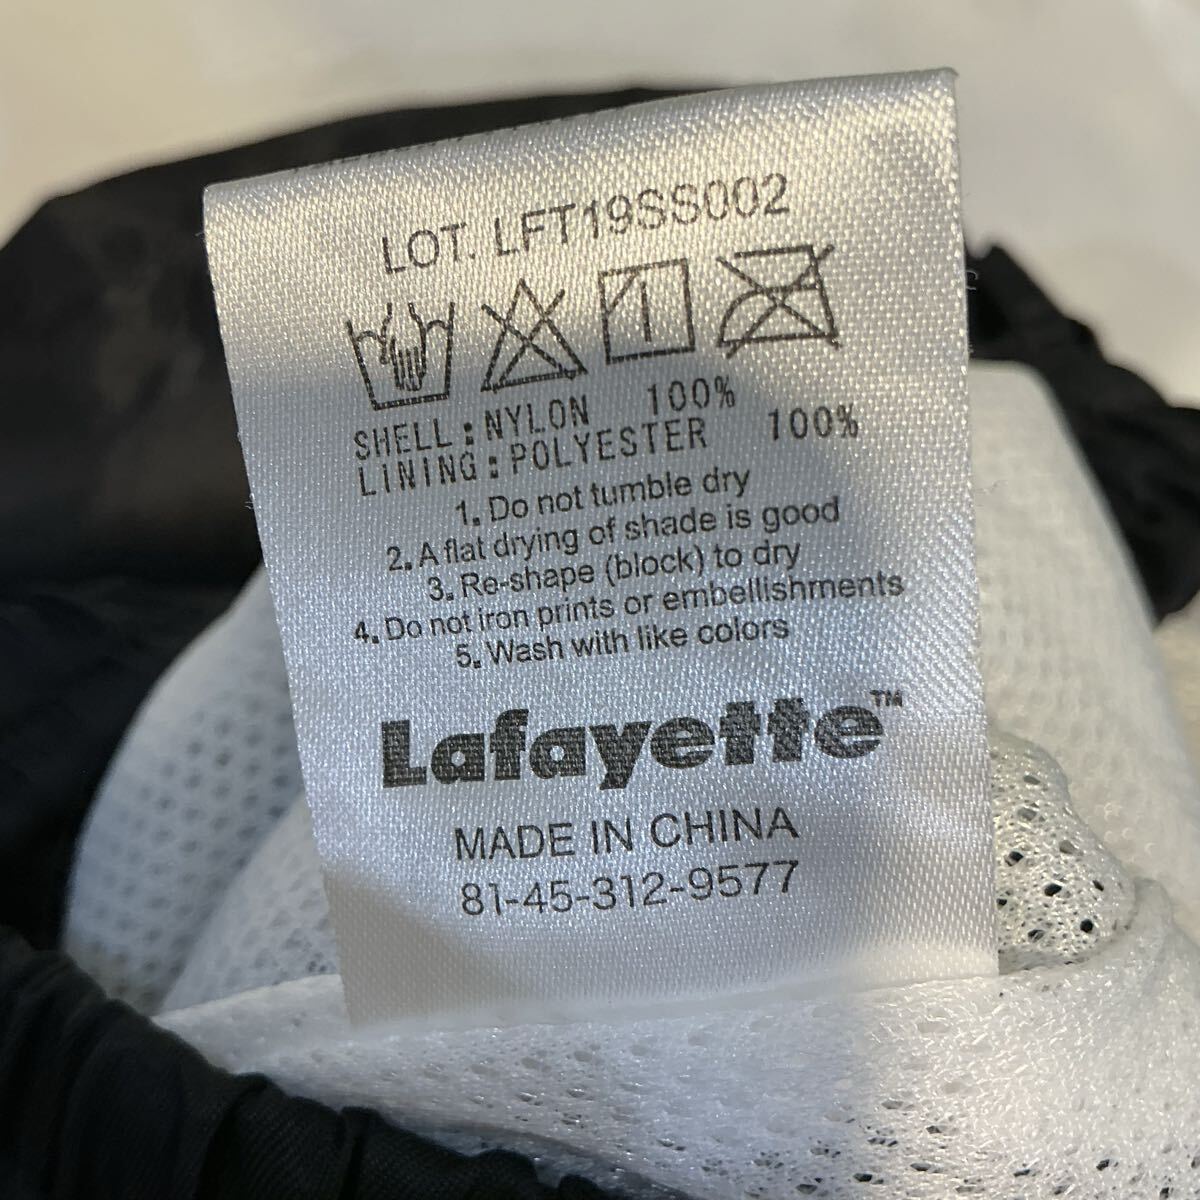 LOT. LFT19SS002
SHELL:NYLON 100%
LINING:POLYESTER 100%
1. Do not tumble dry
2. A flat drying of shade is good
3. Re-shape (block) to dry
4. Do not iron prints or embellishments
5. Wash with like colors
Lafayette™
MADE IN CHINA
81-45-312-9577